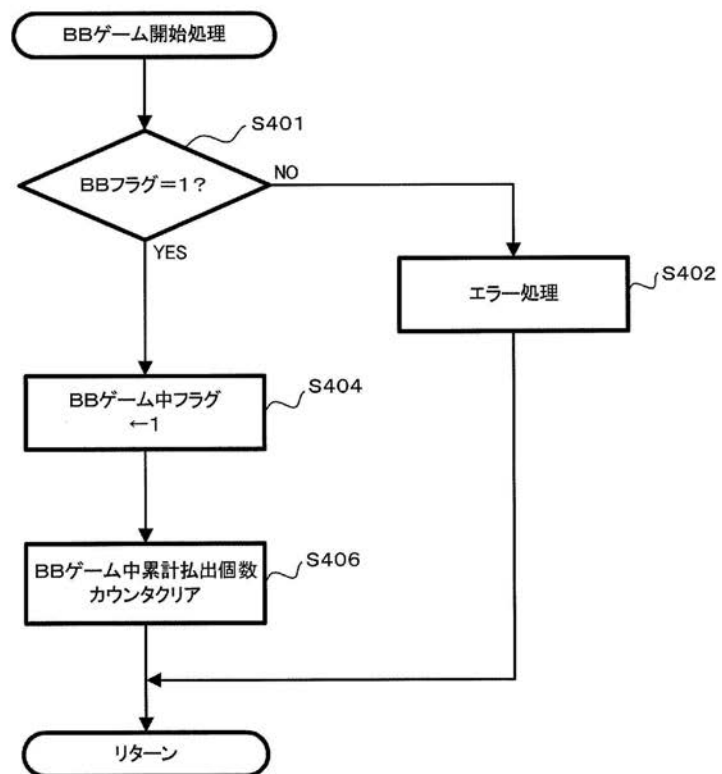 BBゲーム開始処理
S401
BBフラグ=1?
NO
YES
エラー処理
S402
BBゲーム中フラグ
←1
S404
BBゲーム中累計払出個数
カウンタクリア
S406
リターン